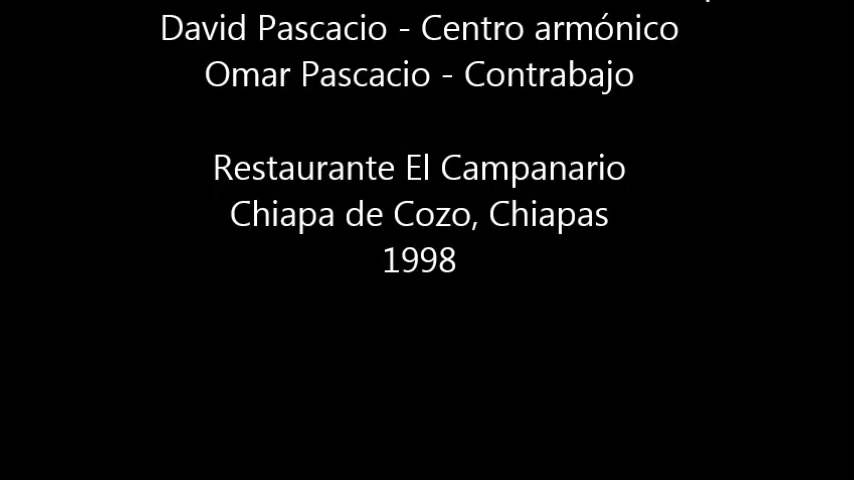 David Pascacio - Centro armónico
Omar Pascacio - Contrabajo
Restaurante El Campanario
Chiapa de Cozo, Chiapas
1998